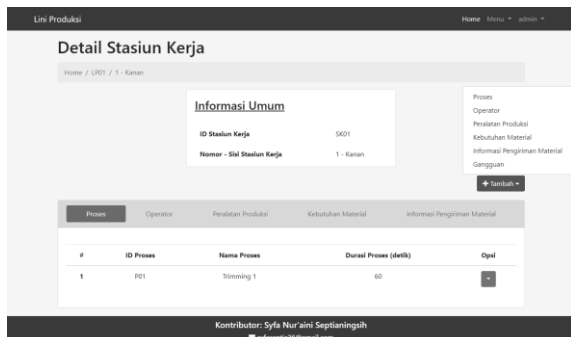 Lini Produksi Home Menu admin
Detail Stasiun Kerja
Home / LP01 / 1 - Kanan
Informasi Umum
ID Stasiun Kerja SK01
Nomor - Sisi Stasiun Kerja 1 - Kanan
Proses
Operator
Peralatan Produksi
Kebutuhan Material
Informasi Pengiriman Material
Gangguan
+ Tambah
Proses Operator Peralatan Produksi Kebutuhan Material Informasi Pengiriman Material
# ID Proses Nama Proses Durasi Proses (detik) Opsi
1 P01 Trimming 1 60
Kontributor: Syfa Nur'aini Septianingsih